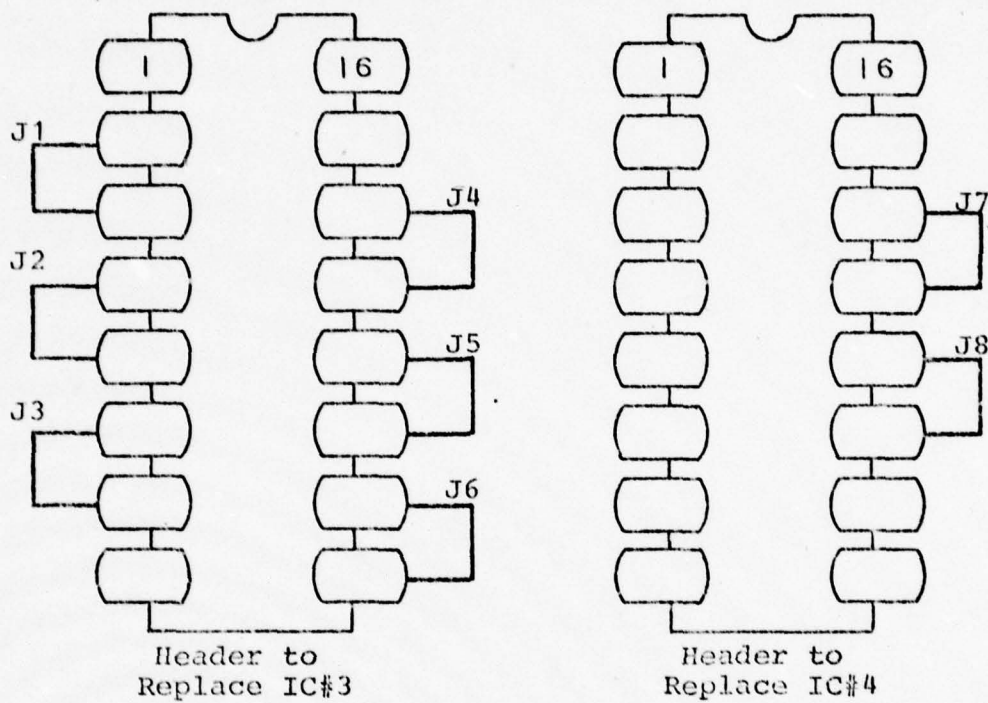 1 16
J1
J2
J3
J4
J5
J6
Header to
Replace IC#3
1 16
J7
J8
Header to
Replace IC#4